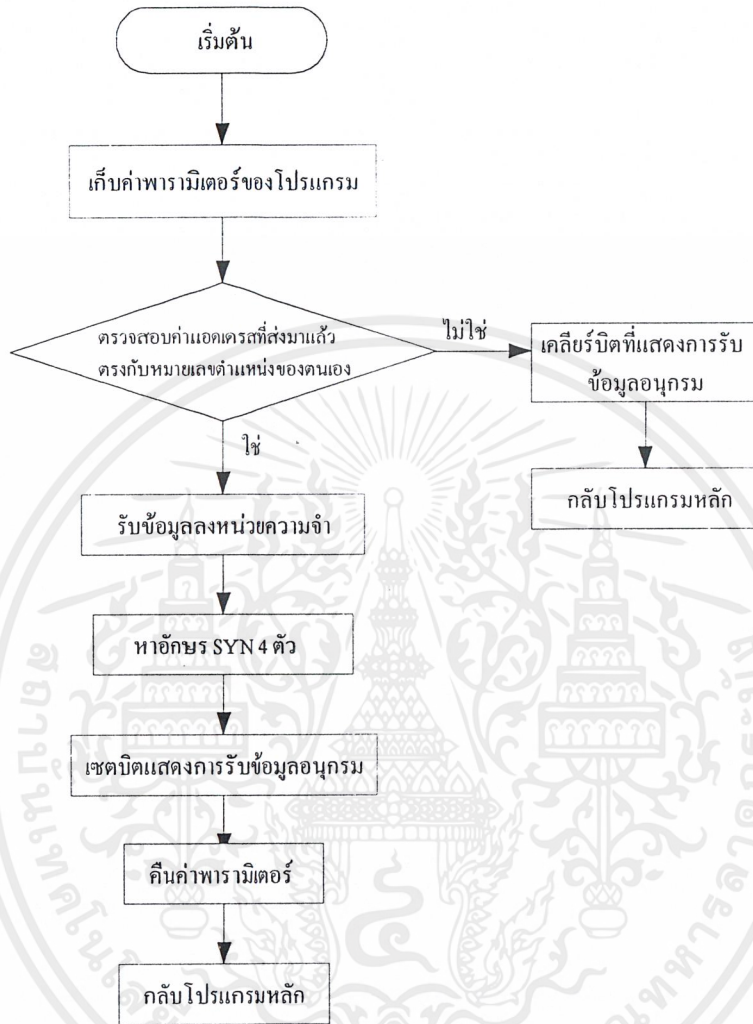 เริ่มต้น
เก็บค่าพารามิเตอร์ของโปรแกรม
ตรวจสอบค่าแอดเดรสที่ส่งมาแล้ว
ตรงกับหมายเลขตำแหน่งของตนเอง
ไม่ใช่
เคลียร์บิตที่แสดงการรับ
ข้อมูลอนุกรม
กลับโปรแกรมหลัก
ใช่
รับข้อมูลลงหน่วยความจำ
หาอักษร SYN 4 ตัว
เซตบิตแสดงการรับข้อมูลอนุกรม
คืนค่าพารามิเตอร์
กลับโปรแกรมหลัก